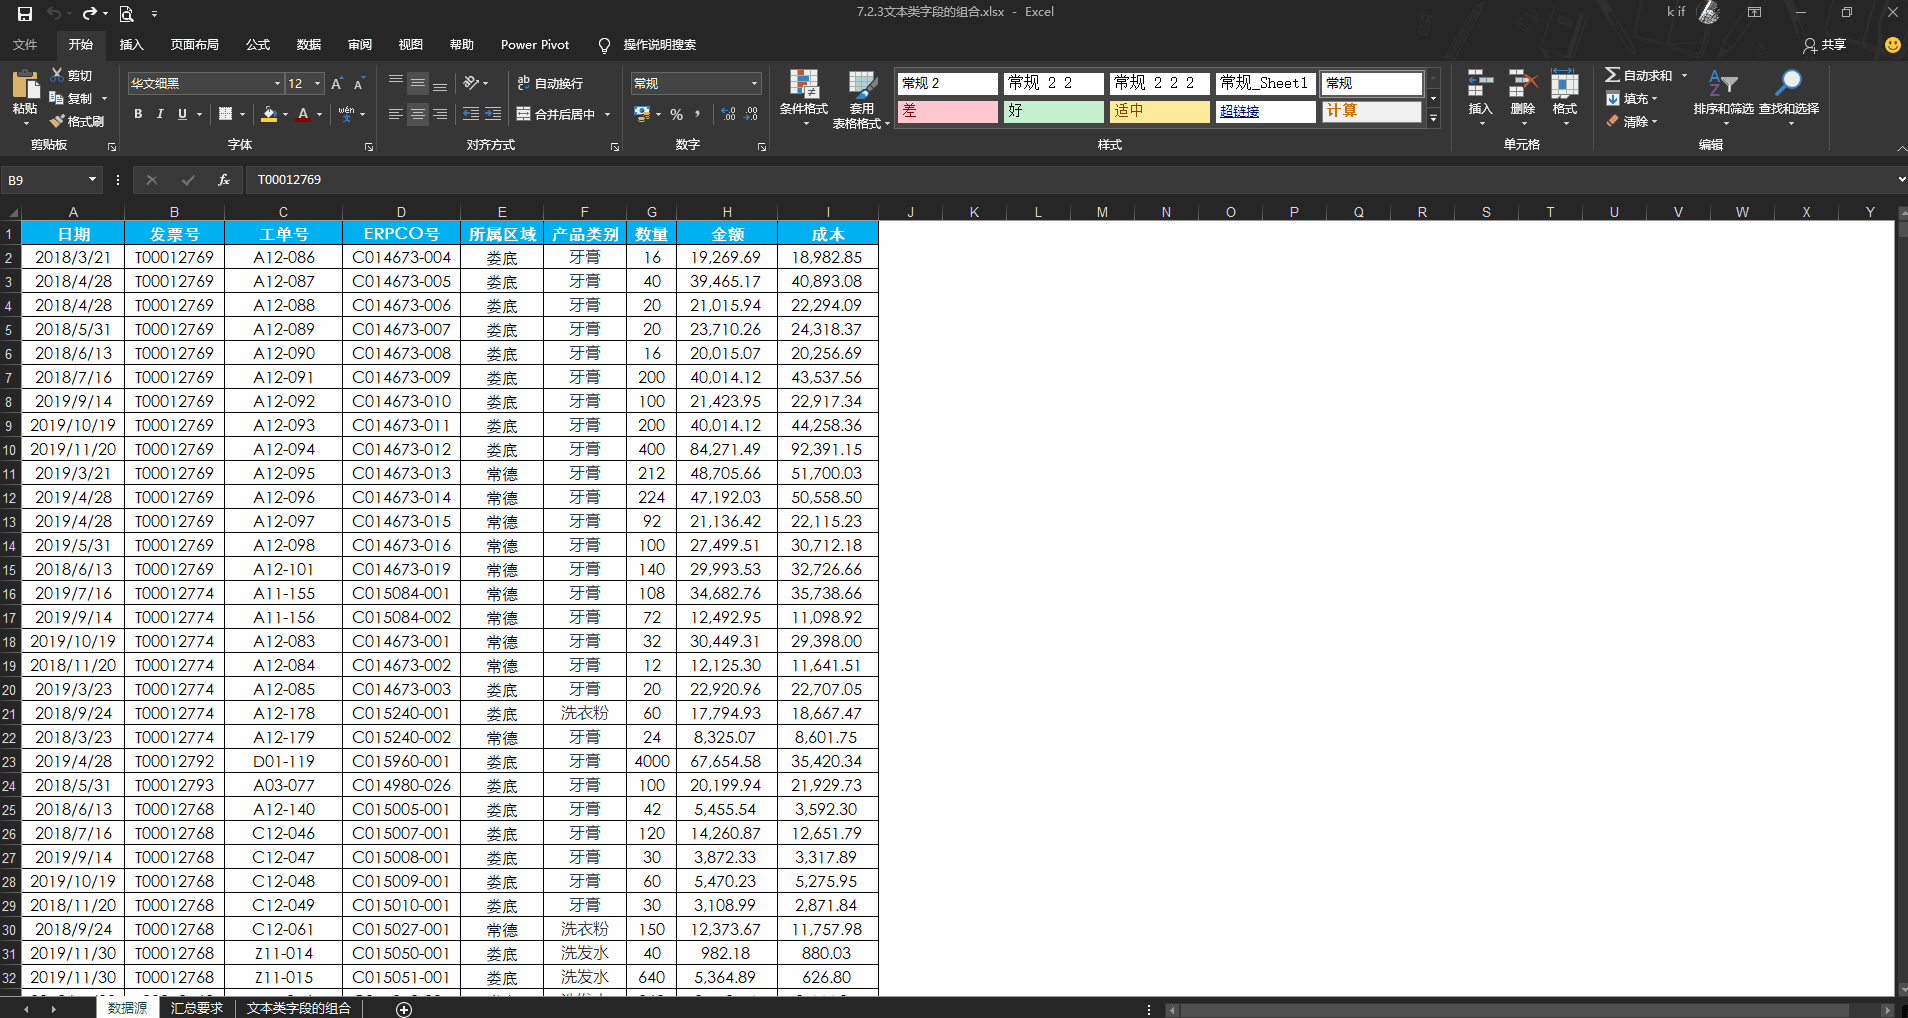 7.2.3文本类字段的组合.xlsx - Excel
k if
文件 开始 插入 页面布局 公式 数据 审阅 视图 帮助 Power Pivot 操作说明搜索 共享
粘贴 剪切 复制 格式刷 剪贴板
华文细黑 12 A A
B I U A wén 字体
自动换行 合并后居中 对齐方式
常规 % , 数字
条件格式 套用表格格式
常规 2 常规 2 2 常规 2 2 2 常规_Sheet1 常规
差 好 适中 超链接 计算
样式
插入 删除 格式 单元格
自动求和 填充 清除 排序和筛选 查找和选择 编辑
B9 fx T00012769
A B C D E F G H I J K L M N O P Q R S T U V W X Y
1 日期 发票号 工单号 ERPCO号 所属区域 产品类别 数量 金额 成本
2 2018/3/21 T00012769 A12-086 C014673-004 娄底 牙膏 16 19,269.69 18,982.85
3 2018/4/28 T00012769 A12-087 C014673-005 娄底 牙膏 40 39,465.17 40,893.08
4 2018/4/28 T00012769 A12-088 C014673-006 娄底 牙膏 20 21,015.94 22,294.09
5 2018/5/31 T00012769 A12-089 C014673-007 娄底 牙膏 20 23,710.26 24,318.37
6 2018/6/13 T00012769 A12-090 C014673-008 娄底 牙膏 16 20,015.07 20,256.69
7 2018/7/16 T00012769 A12-091 C014673-009 娄底 牙膏 200 40,014.12 43,537.56
8 2019/9/14 T00012769 A12-092 C014673-010 娄底 牙膏 100 21,423.95 22,917.34
9 2019/10/19 T00012769 A12-093 C014673-011 娄底 牙膏 200 40,014.12 44,258.36
10 2019/11/20 T00012769 A12-094 C014673-012 娄底 牙膏 400 84,271.49 92,391.15
11 2019/3/21 T00012769 A12-095 C014673-013 常德 牙膏 212 48,705.66 51,700.03
12 2019/4/28 T00012769 A12-096 C014673-014 常德 牙膏 224 47,192.03 50,558.50
13 2019/4/28 T00012769 A12-097 C014673-015 常德 牙膏 92 21,136.42 22,115.23
14 2019/5/31 T00012769 A12-098 C014673-016 常德 牙膏 100 27,499.51 30,712.18
15 2018/6/13 T00012769 A12-101 C014673-019 常德 牙膏 140 29,993.53 32,726.66
16 2019/7/16 T00012774 A11-155 C015084-001 常德 牙膏 108 34,682.76 35,738.66
17 2019/9/14 T00012774 A11-156 C015084-002 常德 牙膏 72 12,492.95 11,098.92
18 2019/10/19 T00012774 A12-083 C014673-001 常德 牙膏 32 30,449.31 29,398.00
19 2018/11/20 T00012774 A12-084 C014673-002 常德 牙膏 12 12,125.30 11,641.51
20 2019/3/23 T00012774 A12-085 C014673-003 娄底 牙膏 20 22,920.96 22,707.05
21 2018/9/24 T00012774 A12-178 C015240-001 娄底 洗衣粉 60 17,794.93 18,667.47
22 2018/3/23 T00012774 A12-179 C015240-002 常德 牙膏 24 8,325.07 8,601.75
23 2019/4/28 T00012792 D01-119 C015960-001 娄底 牙膏 4000 67,654.58 35,420.34
24 2018/5/31 T00012793 A03-077 C014980-026 娄底 牙膏 100 20,199.94 21,929.73
25 2018/6/13 T00012768 A12-140 C015005-001 娄底 牙膏 42 5,455.54 3,592.30
26 2018/7/16 T00012768 C12-046 C015007-001 娄底 牙膏 120 14,260.87 12,651.79
27 2019/9/14 T00012768 C12-047 C015008-001 娄底 牙膏 30 3,872.33 3,317.89
28 2019/10/19 T00012768 C12-048 C015009-001 娄底 牙膏 60 5,470.23 5,275.95
29 2018/11/20 T00012768 C12-049 C015010-001 娄底 牙膏 30 3,108.99 2,871.84
30 2018/9/24 T00012768 C12-061 C015027-001 常德 洗衣粉 150 12,373.67 11,757.98
31 2019/11/30 T00012768 Z11-014 C015050-001 娄底 洗发水 40 982.18 880.03
32 2019/11/30 T00012768 Z11-015 C015051-001 娄底 洗发水 640 5,364.89 626.80
数据源 汇总要求 文本类字段的组合